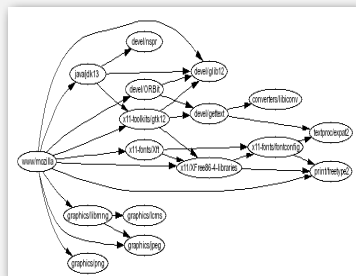 devel/nspr
java/jdk13
devel/glib12
devel/ORBit
converters/libiconv
x11-toolkits/gtk12
devel/gettext
textproc/expat2
x11-fonts/Xft
x11-fonts/fontconfig
www/mozilla
x11/XFree86-4-libraries
print/freetype2
graphics/libmng
graphics/lcms
graphics/jpeg
graphics/png